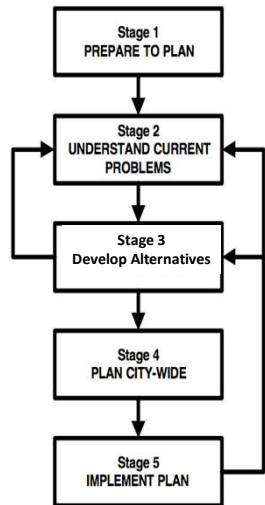 Stage 1
PREPARE TO PLAN
Stage 2
UNDERSTAND CURRENT
PROBLEMS
Stage 3
Develop Alternatives
Stage 4
PLAN CITY-WIDE
Stage 5
IMPLEMENT PLAN